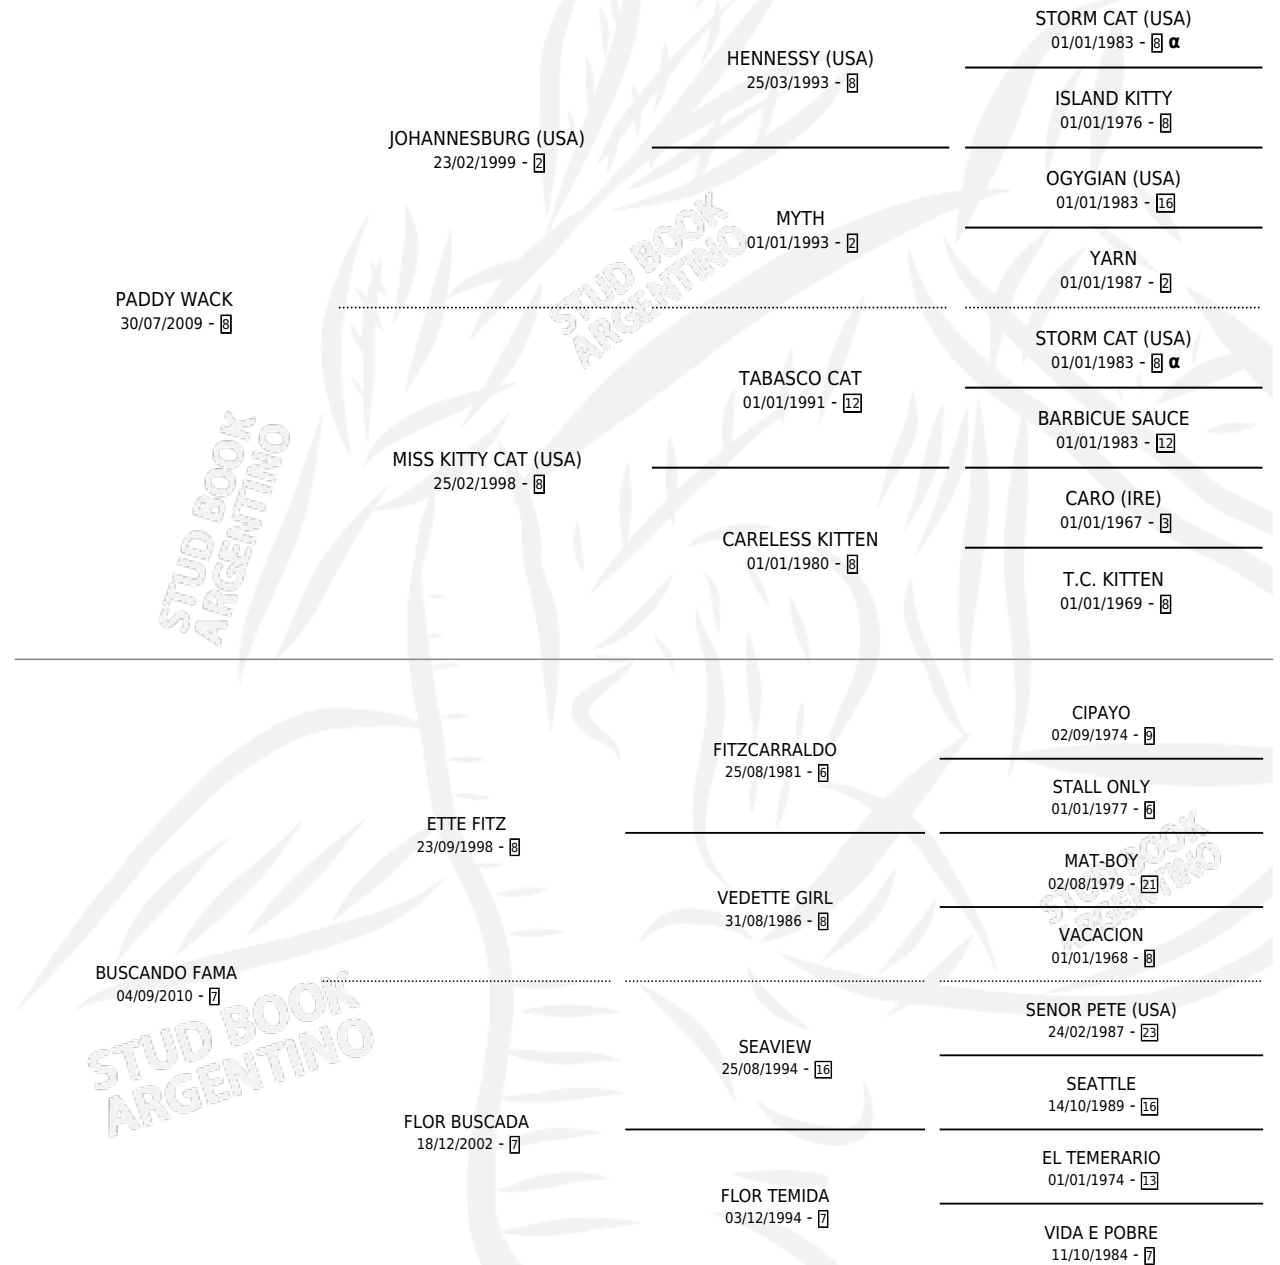 STORM CAT (USA)
01/01/1983 - 8 α
HENNESSY (USA)
25/03/1993 - 8
ISLAND KITTY
01/01/1976 - 8
JOHANNESBURG (USA)
23/02/1999 - 2
OGYGIAN (USA)
01/01/1983 - 16
MYTH
01/01/1993 - 2
YARN
01/01/1987 - 2
PADDY WACK
30/07/2009 - 8
STORM CAT (USA)
01/01/1983 - 8 α
TABASCO CAT
01/01/1991 - 12
BARBICUE SAUCE
01/01/1983 - 12
MISS KITTY CAT (USA)
25/02/1998 - 8
CARO (IRE)
01/01/1967 - 3
CARELESS KITTEN
01/01/1980 - 8
T.C. KITTEN
01/01/1969 - 8
CIPAYO
02/09/1974 - 9
FITZCARRALDO
25/08/1981 - 6
STALL ONLY
01/01/1977 - 6
ETTE FITZ
23/09/1998 - 8
MAT-BOY
02/08/1979 - 21
VEDETTE GIRL
31/08/1986 - 8
VACACION
01/01/1968 - 8
BUSCANDO FAMA
04/09/2010 - 7
SENOR PETE (USA)
24/02/1987 - 23
SEAVIEW
25/08/1994 - 16
SEATTLE
14/10/1989 - 16
FLOR BUSCADA
18/12/2002 - 7
EL TEMERARIO
01/01/1974 - 13
FLOR TEMIDA
03/12/1994 - 7
VIDA E POBRE
11/10/1984 - 7
STUD BOOK
ARGENTINO
STUD BOOK
ARGENTINO
STUD BOOK
ARGENTINO
STUD BOOK
ARGENTINO